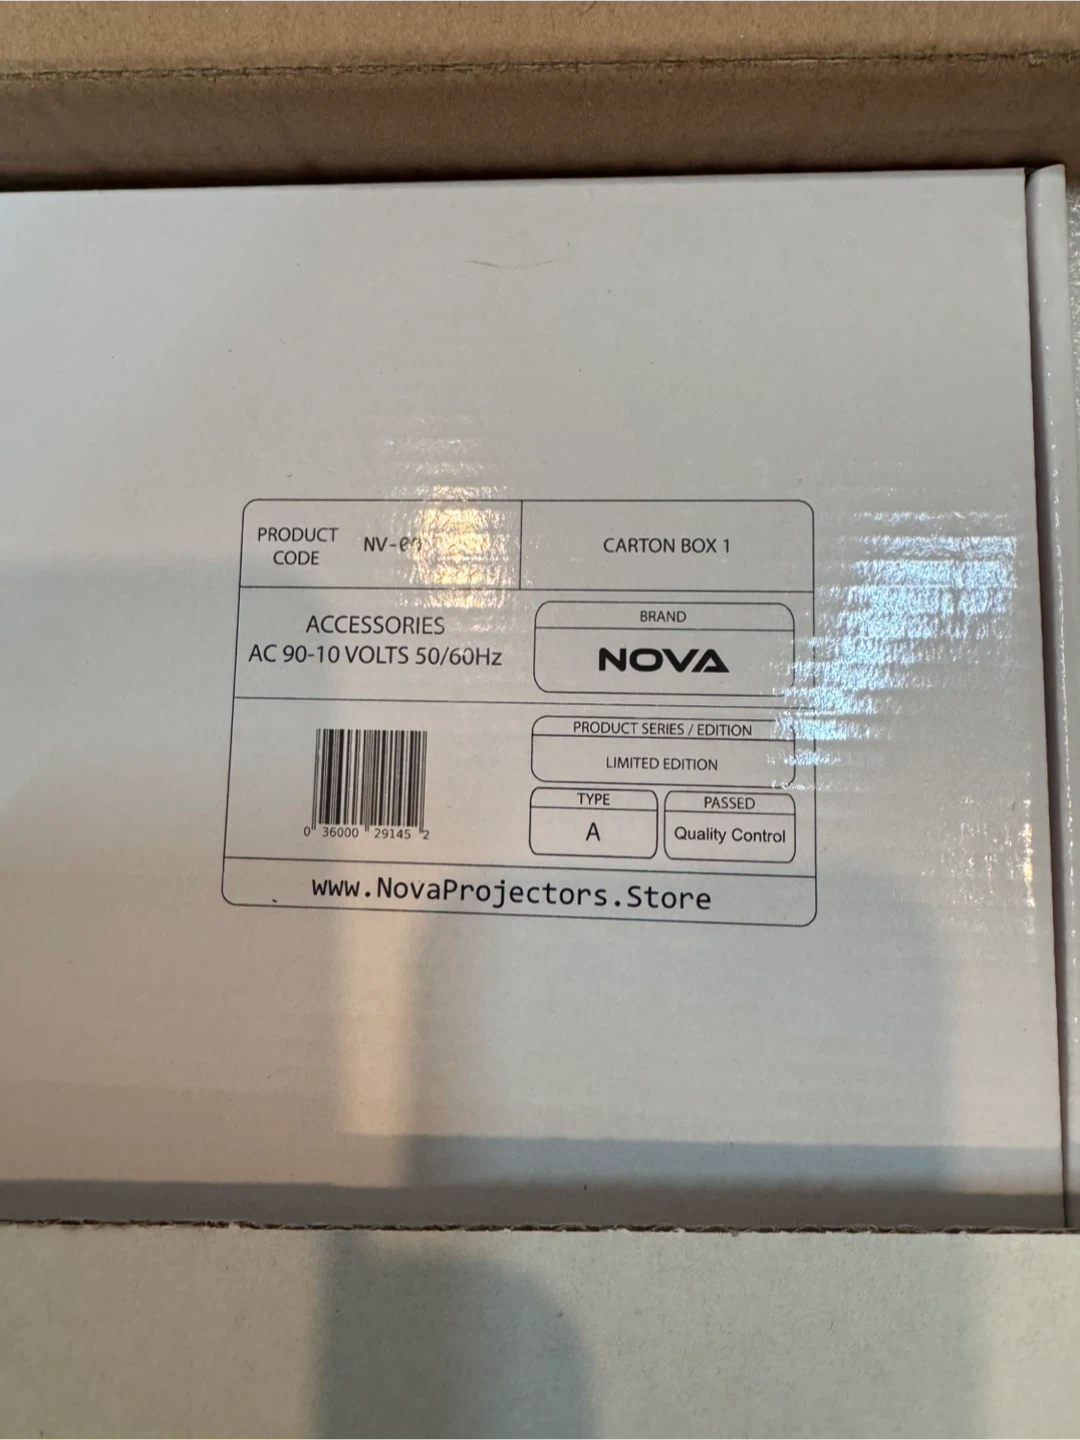 PRODUCT
CODE
CARTON BOX 1
ACCESSORIES
AC 90-10 VOLTS 50/60Hz
BRAND
NOVA
PRODUCT SERIES / EDITION
LIMITED EDITION
TYPE
A
PASSED
Quality Control
0 36000 29145 2
www.NovaProjectors.Store